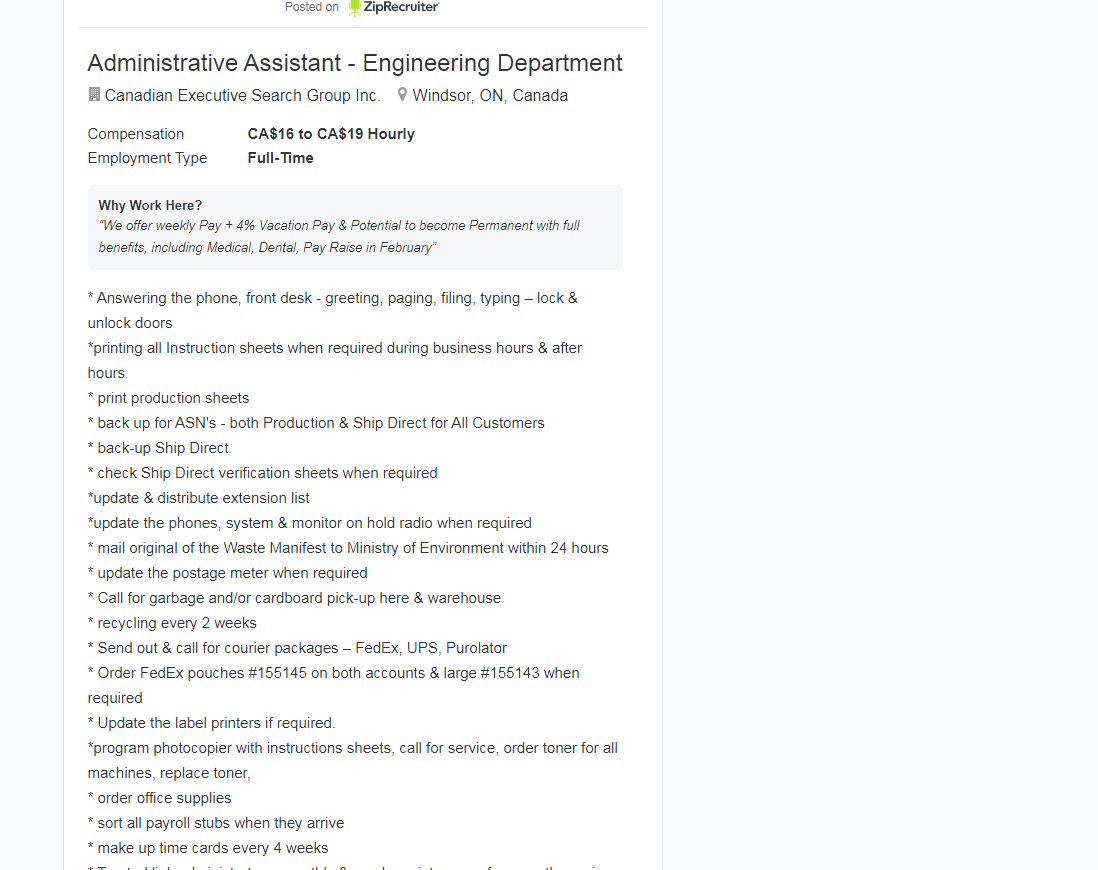 Posted on ZipRecruiter
Administrative Assistant - Engineering Department
Canadian Executive Search Group Inc. Windsor, ON, Canada
Compensation CA$16 to CA$19 Hourly
Employment Type Full-Time
Why Work Here?
“We offer weekly Pay + 4% Vacation Pay & Potential to become Permanent with full
benefits, including Medical, Dental, Pay Raise in February”
* Answering the phone, front desk - greeting, paging, filing, typing – lock &
unlock doors
*printing all Instruction sheets when required during business hours & after
hours
* print production sheets
* back up for ASN's - both Production & Ship Direct for All Customers
* back-up Ship Direct
* check Ship Direct verification sheets when required
*update & distribute extension list
*update the phones, system & monitor on hold radio when required
* mail original of the Waste Manifest to Ministry of Environment within 24 hours
* update the postage meter when required
* Call for garbage and/or cardboard pick-up here & warehouse
* recycling every 2 weeks
* Send out & call for courier packages – FedEx, UPS, Purolator
* Order FedEx pouches #155145 on both accounts & large #155143 when
required
* Update the label printers if required.
*program photocopier with instructions sheets, call for service, order toner for all
machines, replace toner,
* order office supplies
* sort all payroll stubs when they arrive
* make up time cards every 4 weeks